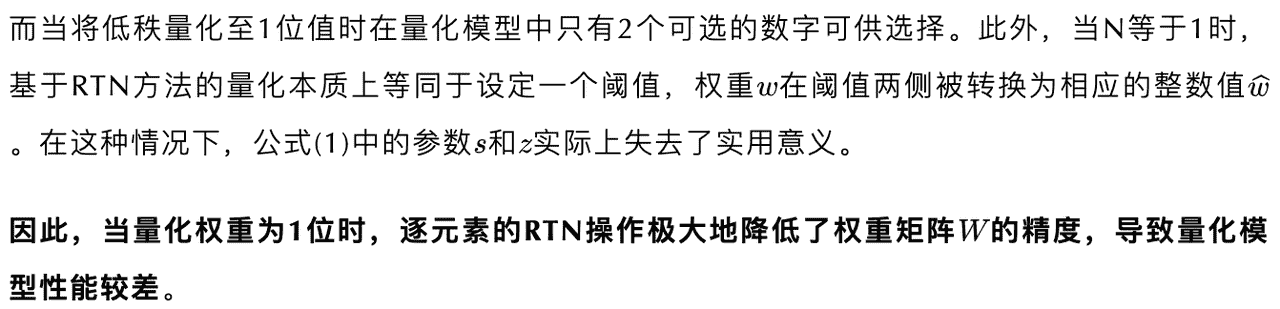 而当将低秩量化至1位值时在量化模型中只有2个可选的数字可供选择。此外，当N等于1时，
基于RTN方法的量化本质上等同于设定一个阈值，权重w在阈值两侧被转换为相应的整数值ŵ
。在这种情况下，公式(1)中的参数s和z实际上失去了实用意义。
因此，当量化权重为1位时，逐元素的RTN操作极大地降低了权重矩阵W的精度，导致量化模
型性能较差。